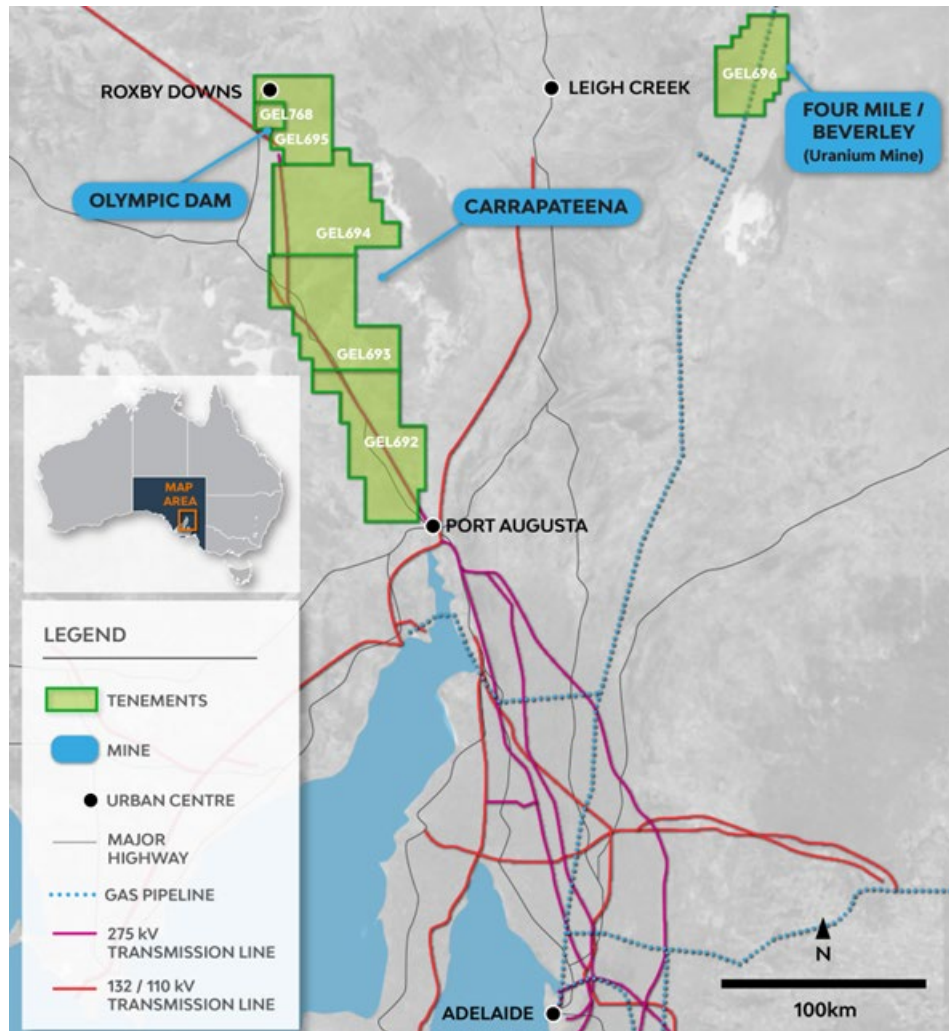 ROXBY DOWNS
LEIGH CREEK
GEL696
GEL768
GEL695
FOUR MILE /
BEVERLEY
(Uranium Mine)
OLYMPIC DAM
CARRAPATEENA
GEL694
GEL693
GEL692
MAP
AREA
PORT AUGUSTA
LEGEND
TENEMENTS
MINE
URBAN CENTRE
MAJOR
HIGHWAY
GAS PIPELINE
275 kV
TRANSMISSION LINE
132 / 110 kV
TRANSMISSION LINE
N
100km
ADELAIDE